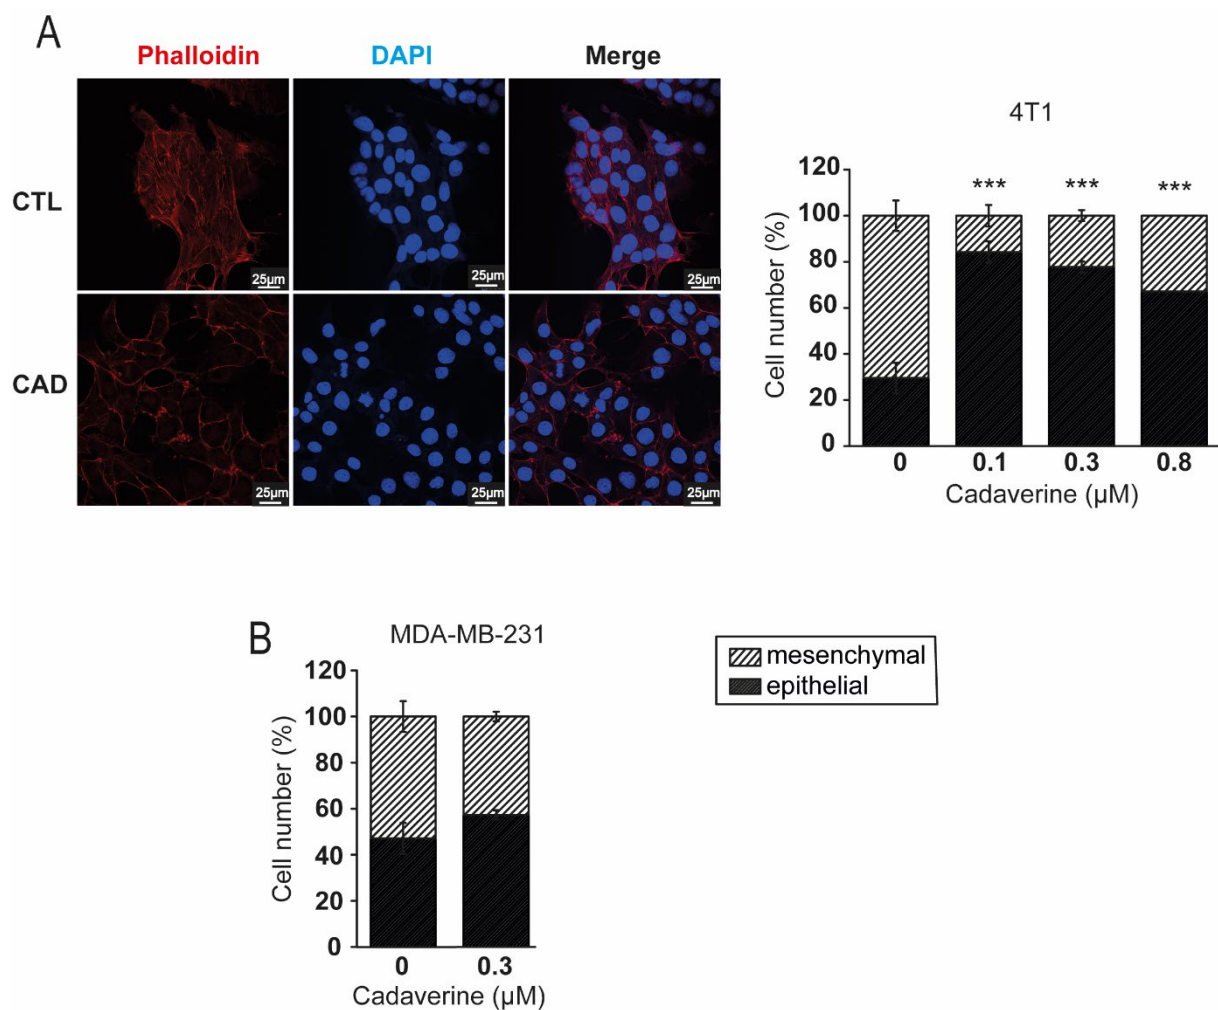 A
Phalloidin DAPI Merge
CTL
25µm 25µm 25µm
CAD
25µm 25µm 25µm
4T1
Cell number (%)
120
100
80
60
40
20
0
*** *** ***
0 0.1 0.3 0.8
Cadaverine (µM)
B
MDA-MB-231
Cell number (%)
120
100
80
60
40
20
0
0 0.3
Cadaverine (µM)
mesenchymal
epithelial